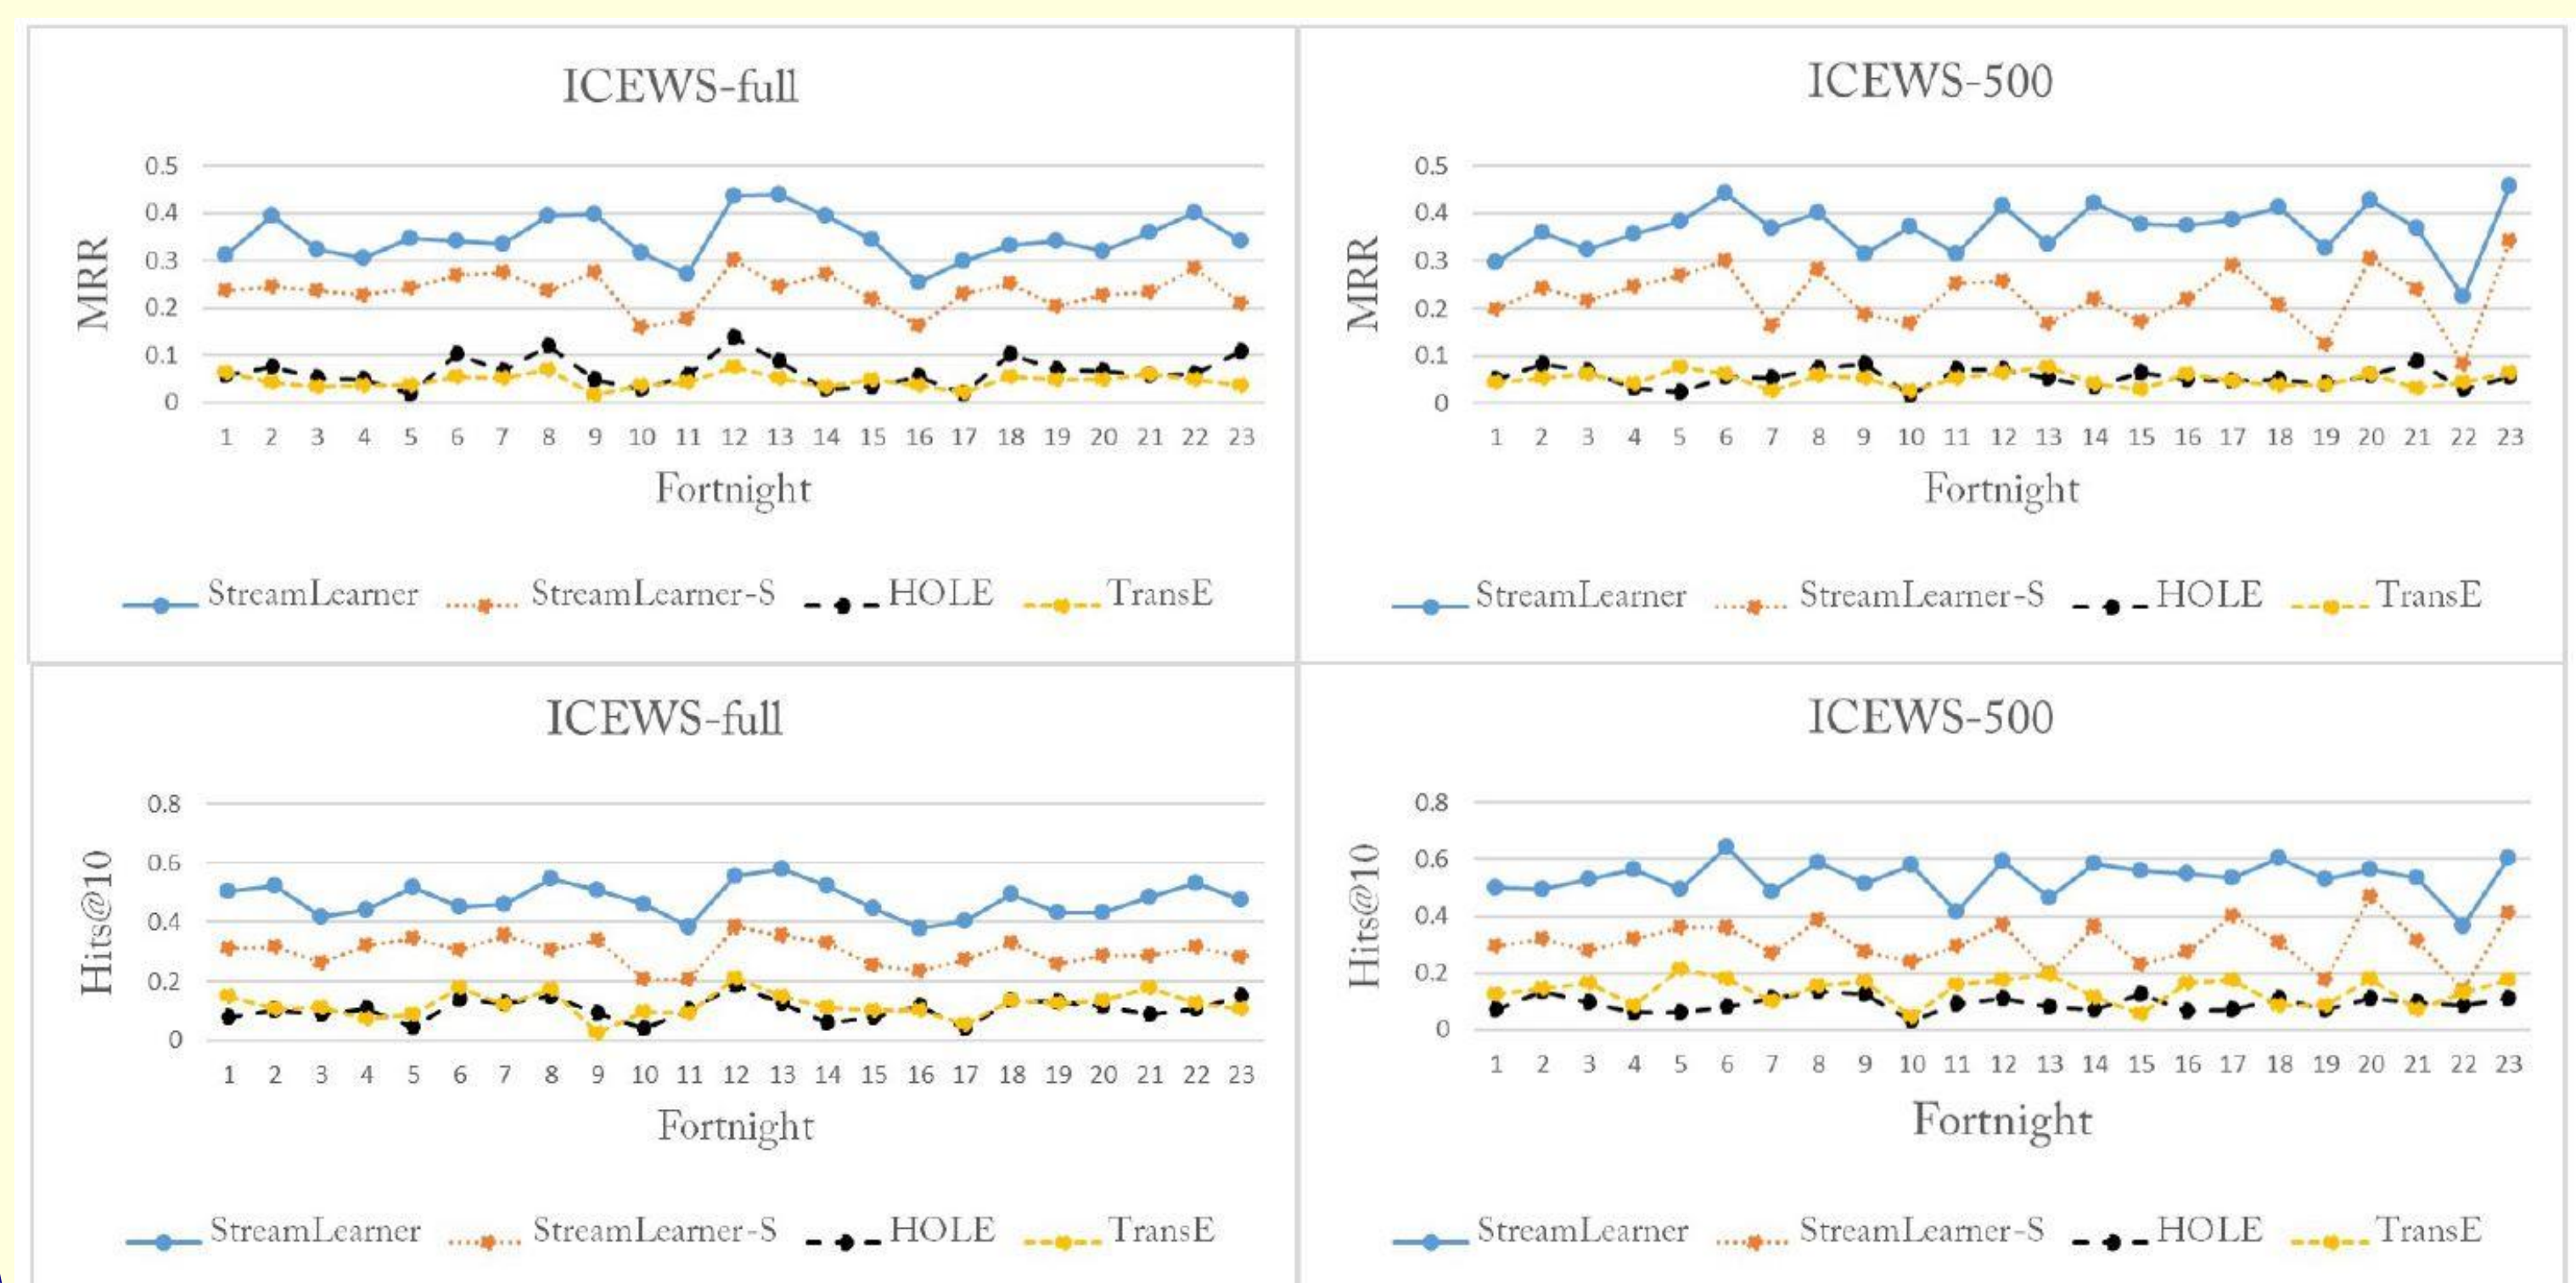 ICEWS-full
MRR
0.5
0.4
0.3
0.2
0.1
0
1 2 3 4 5 6 7 8 9 10 11 12 13 14 15 16 17 18 19 20 21 22 23
Fortnight
StreamLearner StreamLearner-S HOLE TransE
ICEWS-500
MRR
0.5
0.4
0.3
0.2
0.1
0
1 2 3 4 5 6 7 8 9 10 11 12 13 14 15 16 17 18 19 20 21 22 23
Fortnight
StreamLearner StreamLearner-S HOLE TransE
ICEWS-full
Hits@10
0.8
0.6
0.4
0.2
0
1 2 3 4 5 6 7 8 9 10 11 12 13 14 15 16 17 18 19 20 21 22 23
Fortnight
StreamLearner StreamLearner-S HOLE TransE
ICEWS-500
Hits@10
0.8
0.6
0.4
0.2
0
1 2 3 4 5 6 7 8 9 10 11 12 13 14 15 16 17 18 19 20 21 22 23
Fortnight
StreamLearner StreamLearner-S HOLE TransE